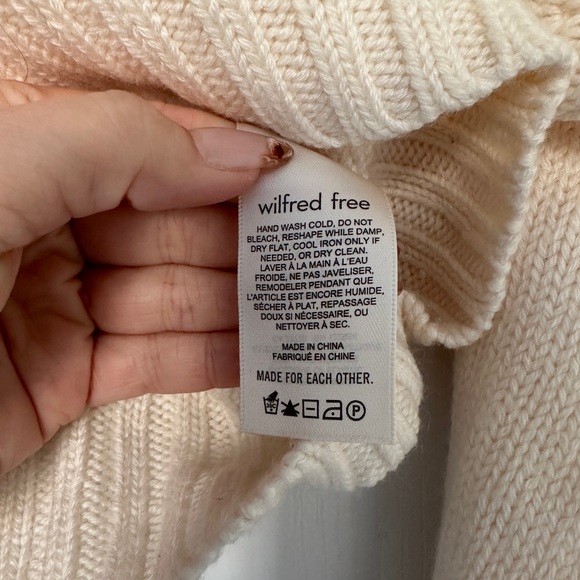 wilfred free
HAND WASH COLD, DO NOT
BLEACH, RESHAPE WHILE DAMP,
DRY FLAT, COOL IRON ONLY IF
NEEDED, OR DRY CLEAN.
LAVER À LA MAIN À L'EAU
FROIDE, NE PAS JAVELISER,
REMODELER PENDANT QUE
L'ARTICLE EST ENCORE HUMIDE,
SÉCHER À PLAT, REPASSAGE
DOUX SI NÉCESSAIRE, OU
NETTOYER À SEC.
MADE IN CHINA
FABRIQUÉ EN CHINE
MADE FOR EACH OTHER.
P